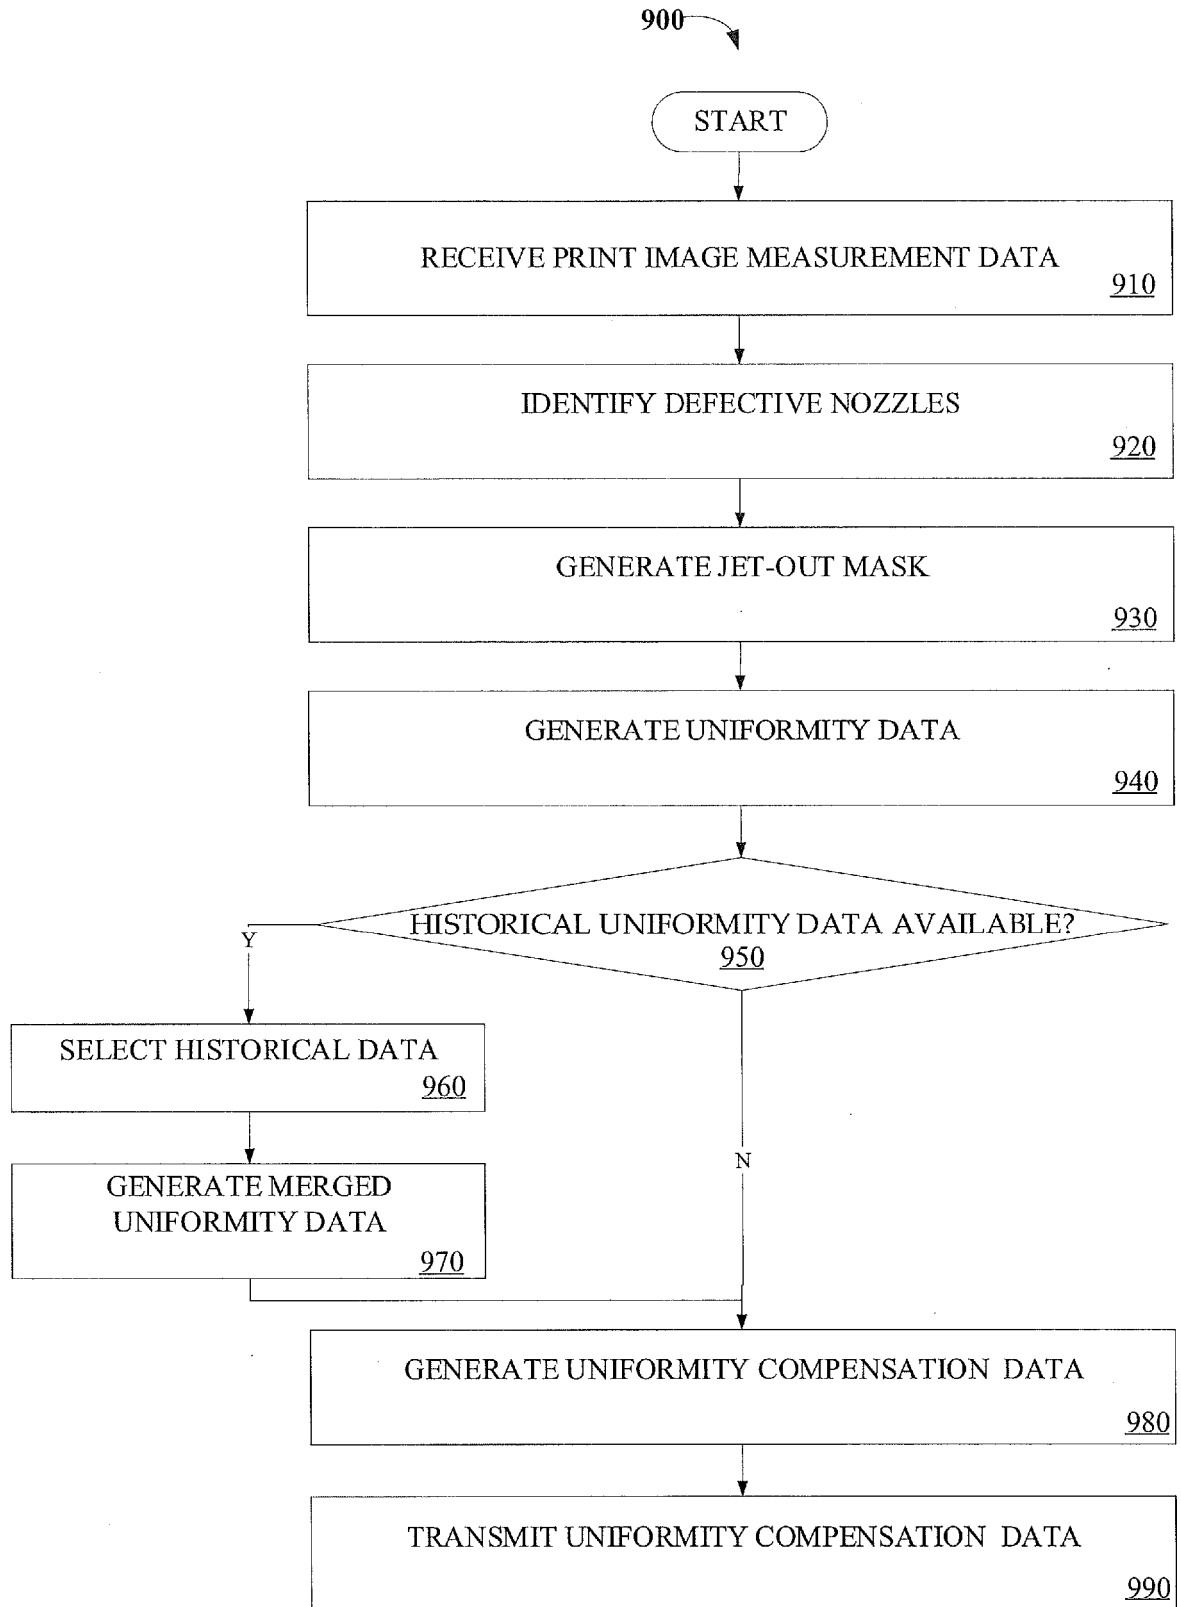 900
START
RECEIVE PRINT IMAGE MEASUREMENT DATA
910
IDENTIFY DEFECTIVE NOZZLES
920
GENERATE JET-OUT MASK
930
GENERATE UNIFORMITY DATA
940
HISTORICAL UNIFORMITY DATA AVAILABLE?
950
Y
SELECT HISTORICAL DATA
960
N
GENERATE MERGED
UNIFORMITY DATA
970
GENERATE UNIFORMITY COMPENSATION DATA
980
TRANSMIT UNIFORMITY COMPENSATION DATA
990